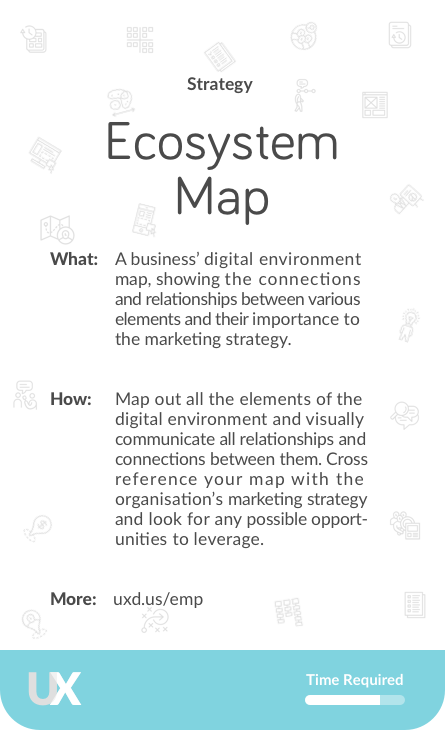 Strategy
Ecosystem
Map
What: A business’ digital environment
map, showing the connections
and relationships between various
elements and their importance to
the marketing strategy.
How: Map out all the elements of the
digital environment and visually
communicate all relationships and
connections between them. Cross
reference your map with the
organisation’s marketing strategy
and look for any possible opport-
unities to leverage.
More: uxd.us/emp
UX
Time Required